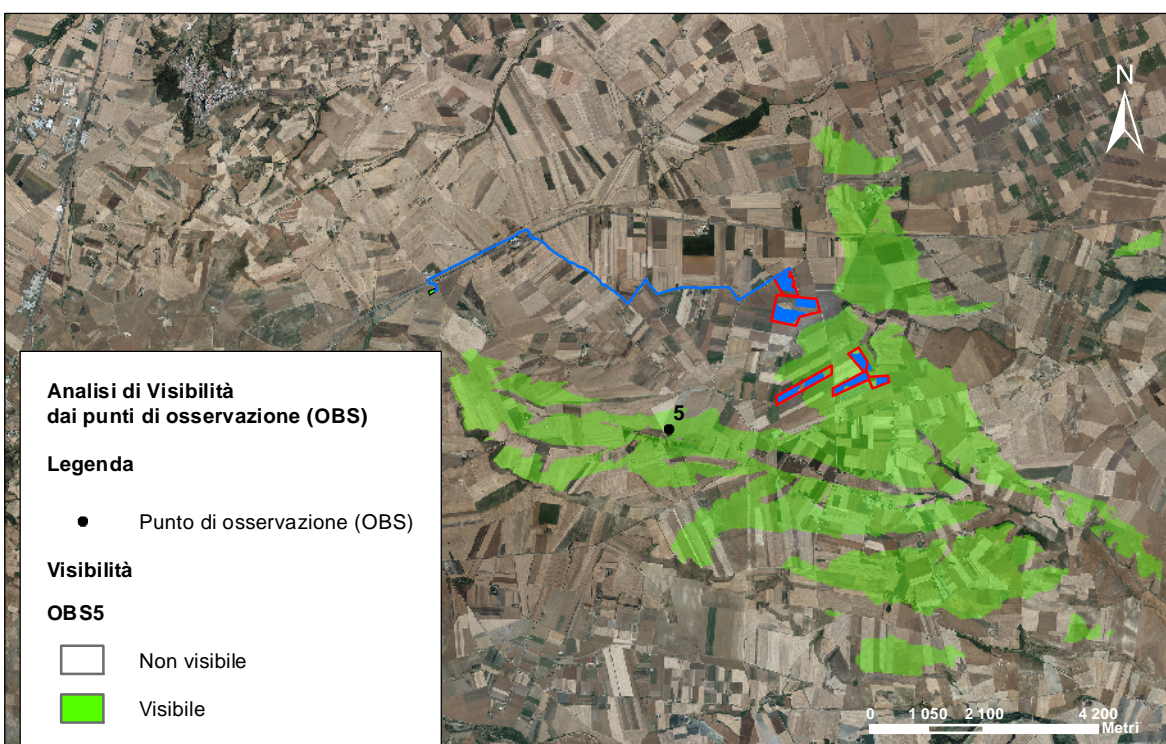 N
5
Analisi di Visibilità
dai punti di osservazione (OBS)
Legenda
Punto di osservazione (OBS)
Visibilità
OBS5
Non visibile
Visibile
0 1 050 2 100 4 200
Metri